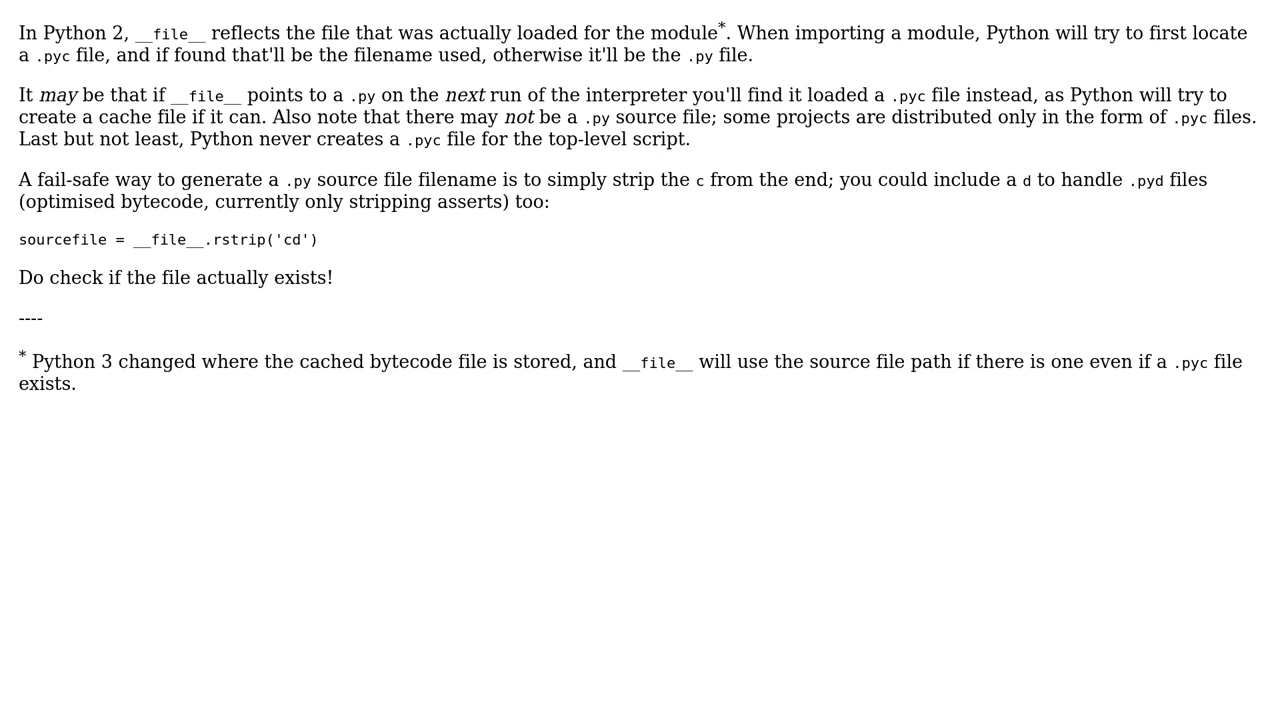 In Python 2, __file__ reflects the file that was actually loaded for the module*. When importing a module, Python will try to first locate
a .pyc file, and if found that'll be the filename used, otherwise it'll be the .py file.
It may be that if __file__ points to a .py on the next run of the interpreter you'll find it loaded a .pyc file instead, as Python will try to
create a cache file if it can. Also note that there may not be a .py source file; some projects are distributed only in the form of .pyc files.
Last but not least, Python never creates a .pyc file for the top-level script.
A fail-safe way to generate a .py source file filename is to simply strip the c from the end; you could include a d to handle .pyd files
(optimised bytecode, currently only stripping asserts) too:
sourcefile = __file__.rstrip('cd')
Do check if the file actually exists!
----
* Python 3 changed where the cached bytecode file is stored, and __file__ will use the source file path if there is one even if a .pyc file
exists.